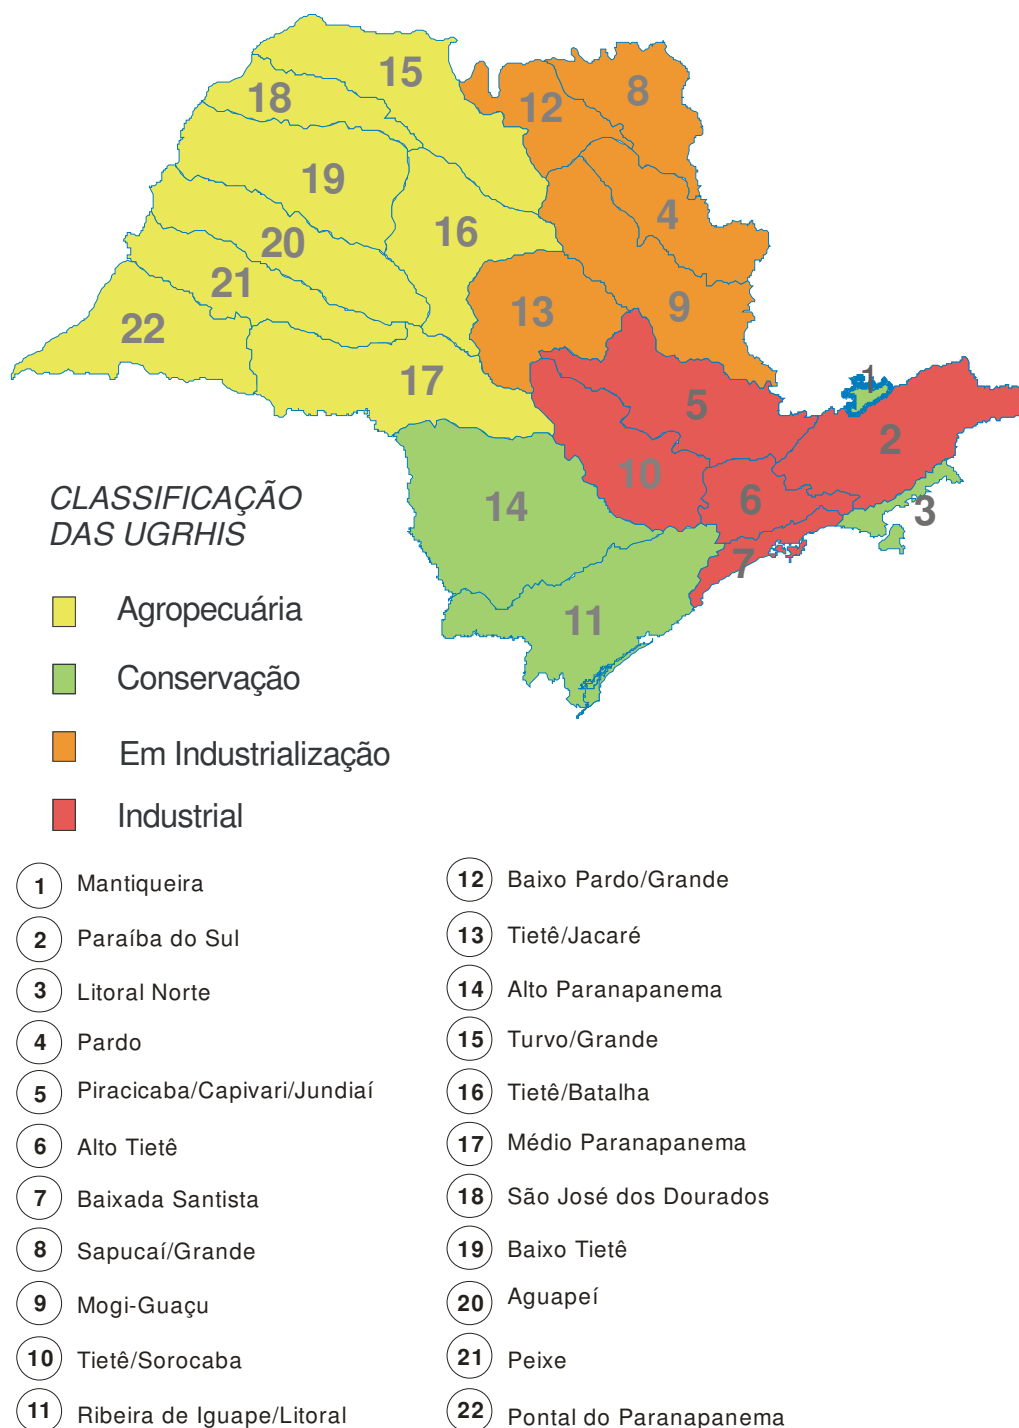 15
8
18
12
19
4
16
20
21
13
9
22
1
17
5
2
10
6
14
3
7
11
CLASSIFICAÇÃO
DAS UGRHIS
Agropecuária
Conservação
Em Industrialização
Industrial
1 Mantiqueira
2 Paraíba do Sul
3 Litoral Norte
4 Pardo
5 Piracicaba/Capivari/Jundiaí
6 Alto Tietê
7 Baixada Santista
8 Sapucaí/Grande
9 Mogi-Guaçu
10 Tietê/Sorocaba
11 Ribeira de Iguape/Litoral
12 Baixo Pardo/Grande
13 Tietê/Jacaré
14 Alto Paranapanema
15 Turvo/Grande
16 Tietê/Batalha
17 Médio Paranapanema
18 São José dos Dourados
19 Baixo Tietê
20 Aguapeí
21 Peixe
22 Pontal do Paranapanema